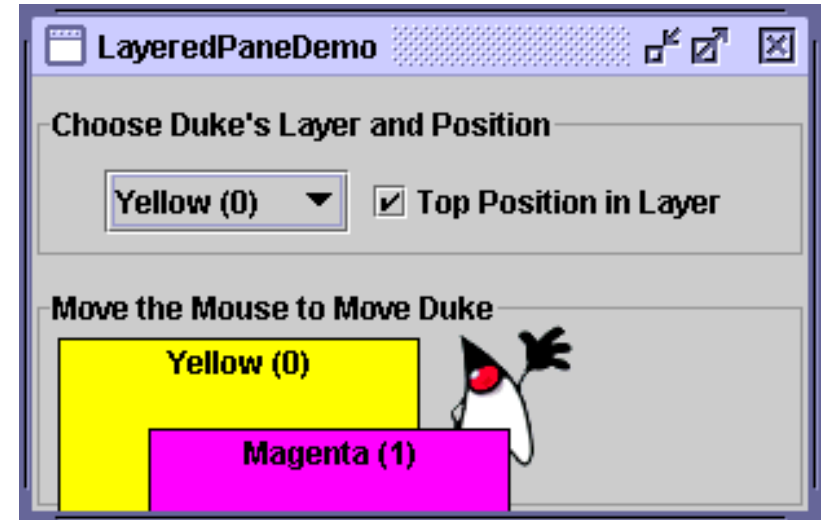 LayeredPaneDemo
Choose Duke's Layer and Position
Yellow (0) Top Position in Layer
Move the Mouse to Move Duke
Yellow (0)
Magenta (1)